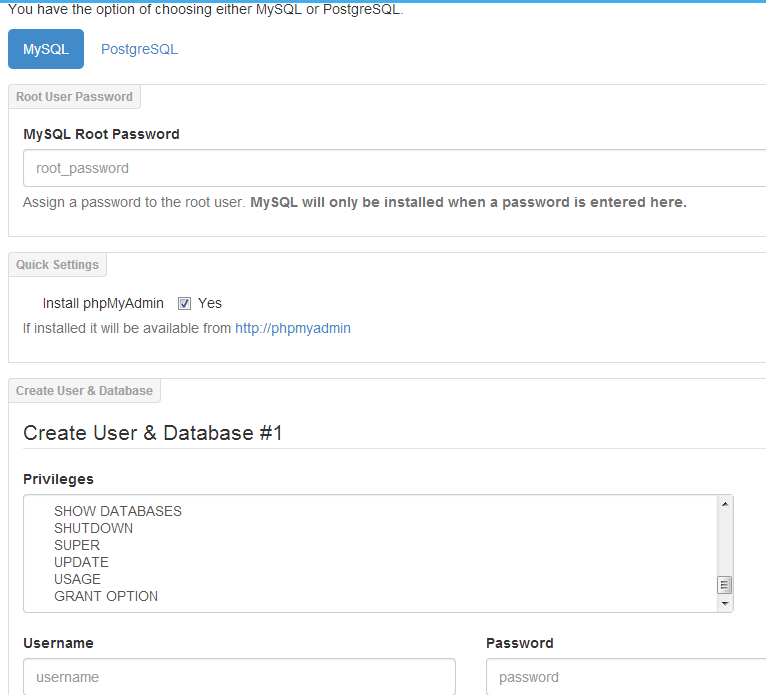 You have the option of choosing either MySQL or PostgreSQL.
MySQL PostgreSQL
Root User Password
MySQL Root Password
root_password
Assign a password to the root user. MySQL will only be installed when a password is entered here.
Quick Settings
Install phpMyAdmin Yes
If installed it will be available from http://phpmyadmin
Create User & Database
Create User & Database #1
Privileges
SHOW DATABASES
SHUTDOWN
SUPER
UPDATE
USAGE
GRANT OPTION
Username Password
username password